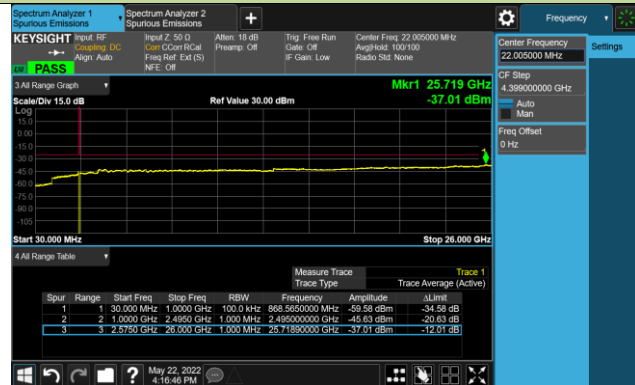 Spectrum Analyzer 1
Spurious Emissions
Spectrum Analyzer 2
Spurious Emissions
+
Frequency
KEYSIGHT
Input: RF
Coupling: DC
Align: Auto
Input Z: 50 Ω
Corr CCorr RCal
Freq Ref: Ext (S)
NFE: Off
Atten: 18 dB
Preamp: Off
Trig: Free Run
Gate: Off
IF Gain: Low
Center Freq: 22.005000 MHz
Avg|Hold: 100/100
Radio Std: None
PASS
Center Frequency
22.005000 MHz
Settings
CF Step
4.399000000 GHz
Auto
Man
Freq Offset
0 Hz
3 All Range Graph
Mkr1 25.719 GHz
Scale/Div 15.0 dB
Ref Value 30.00 dBm
-37.01 dBm
Log
15.0
0.00
-15.0
-30.0
-45.0
-60.0
-75.0
-90.0
-105
Start 30.000 MHz
Stop 26.000 GHz
4 All Range Table
Measure Trace Trace 1
Trace Type Trace Average (Active)
Spur Range Start Freq Stop Freq RBW Frequency Amplitude ΔLimit
1 1 30.000 MHz 1.0000 GHz 100.0 kHz 868.5650000 MHz -59.58 dBm -34.58 dB
2 2 1.0000 GHz 2.4950 GHz 1.000 MHz 2.495000000 GHz -45.63 dBm -20.63 dB
3 3 2.5750 GHz 26.000 GHz 1.000 MHz 25.71890000 GHz -37.01 dBm -12.01 dB
?
May 22, 2022
4:16:46 PM